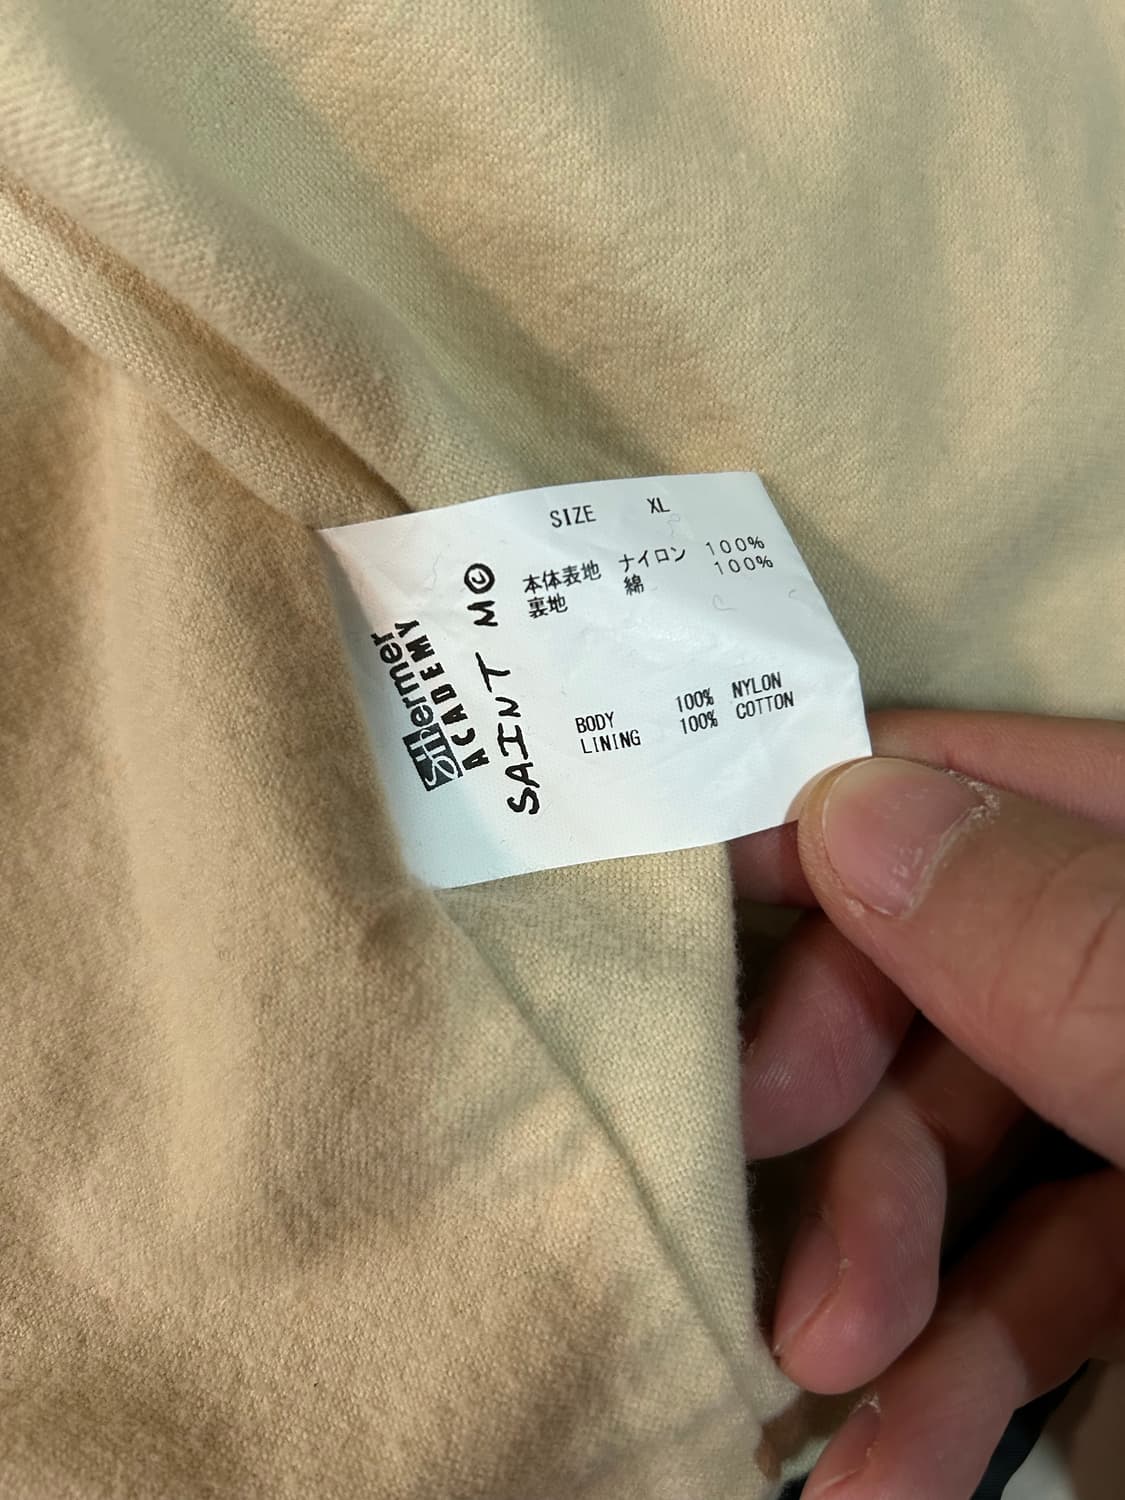 SIZE XL
本体表地 ナイロン 100%
裏地 綿 100%
BODY 100% NYLON
LINING 100% COTTON
Shermer
ACADEMY
SAINT M©